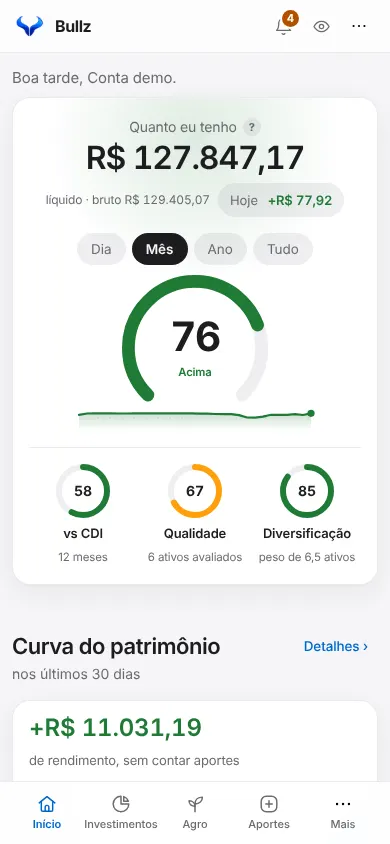 Bullz
4
Boa tarde, Conta demo.
Quanto eu tenho ?
R$ 127.847,17
líquido · bruto R$ 129.405,07 Hoje +R$ 77,92
Dia Mês Ano Tudo
76
Acima
58 67 85
vs CDI Qualidade Diversificação
12 meses 6 ativos avaliados peso de 6,5 ativos
Curva do patrimônio Detalhes ›
nos últimos 30 dias
+R$ 11.031,19
de rendimento, sem contar aportes
Início Investimentos Agro Aportes Mais